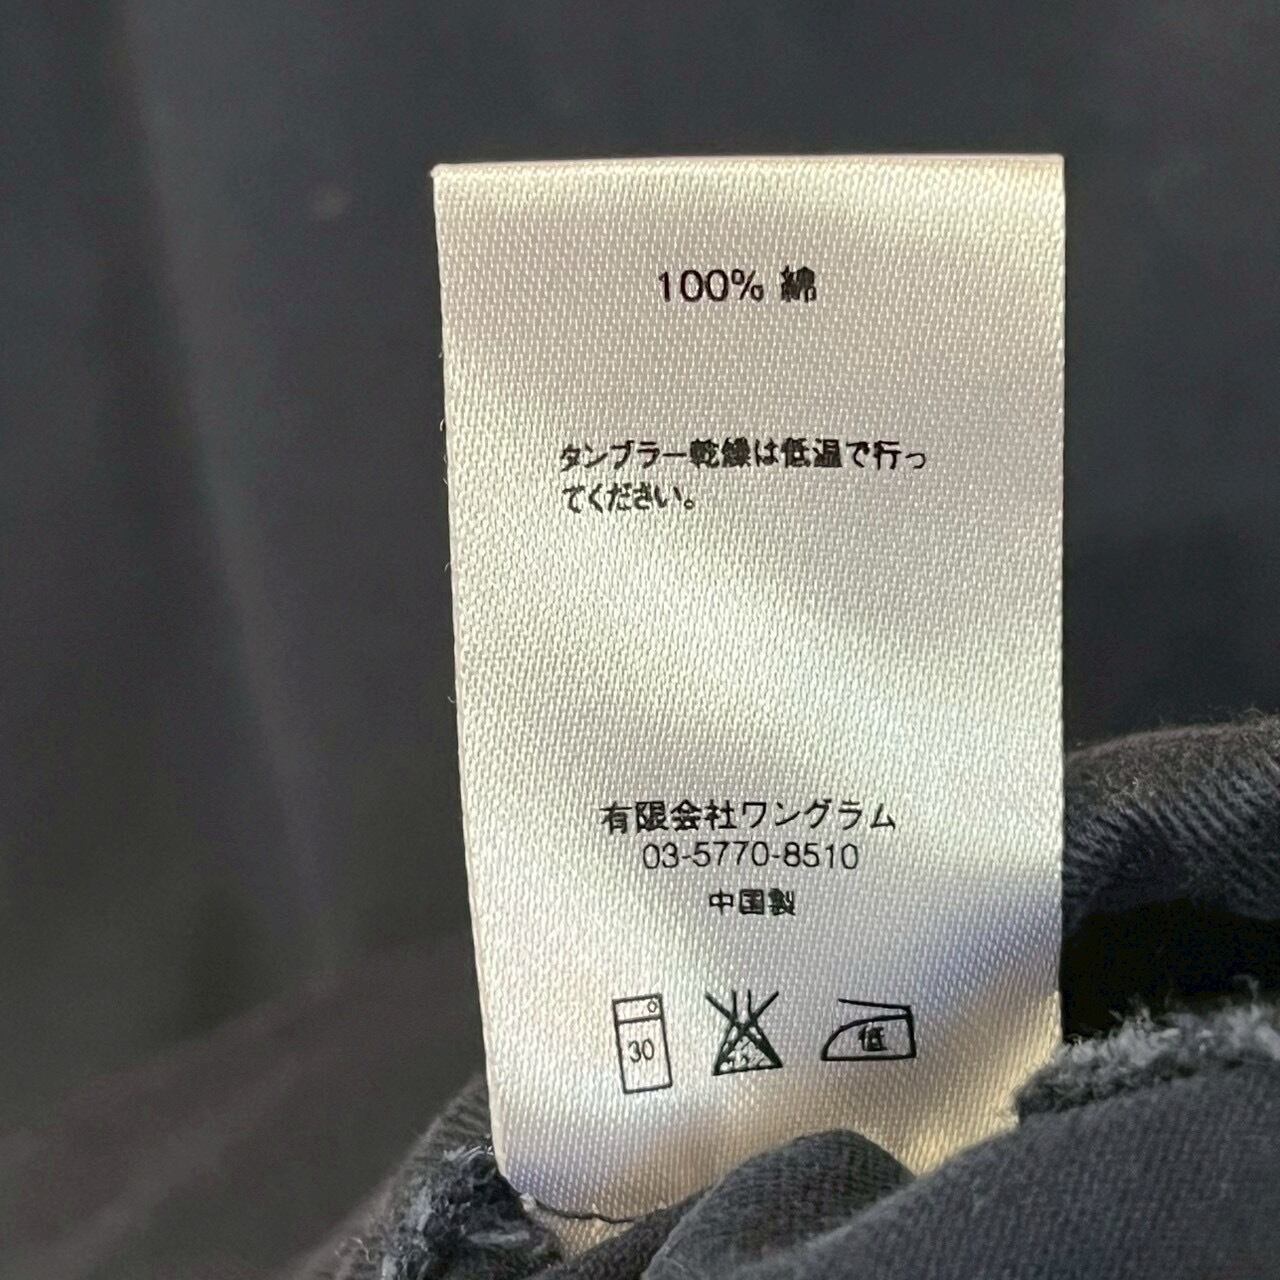 100% 綿
タンブラー乾燥は低温で行っ
てください。
有限会社ワングラム
03-5770-8510
中国製
30
低